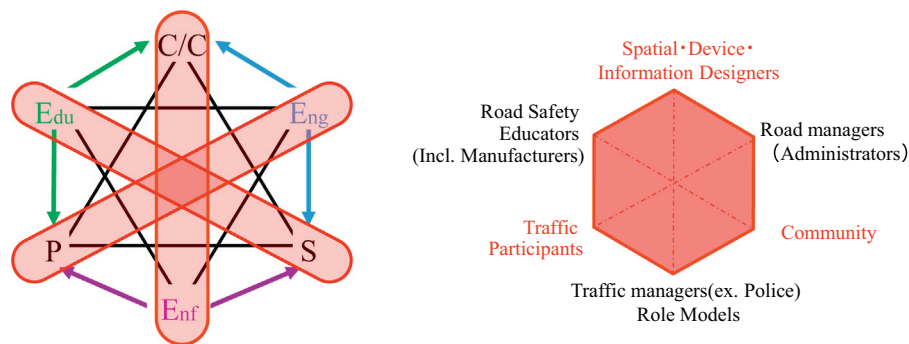 C/C
Edu
Eng
P
S
Enf
Spatial・Device・
Information Designers
Road Safety
Educators
(Incl. Manufacturers)
Road managers
（Administrators）
Traffic
Participants
Community
Traffic managers(ex. Police)
Role Models